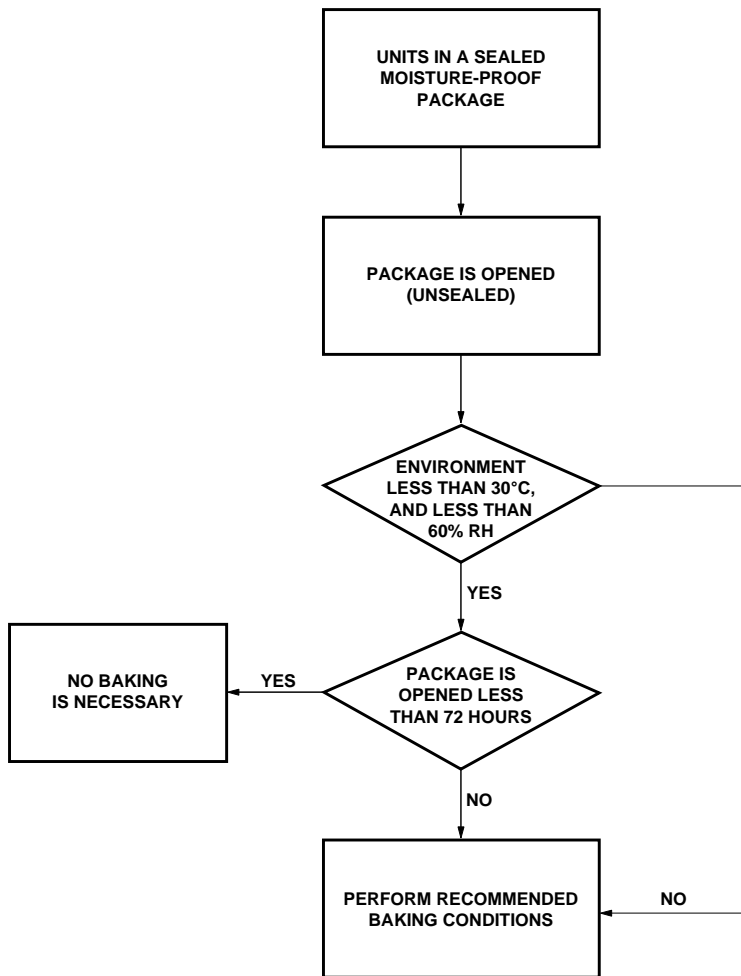 UNITS IN A SEALED
MOISTURE-PROOF
PACKAGE
PACKAGE IS OPENED
(UNSEALED)
ENVIRONMENT
LESS THAN 30°C,
AND LESS THAN
60% RH
YES
NO BAKING
IS NECESSARY
YES
PACKAGE IS
OPENED LESS
THAN 72 HOURS
NO
PERFORM RECOMMENDED
BAKING CONDITIONS
NO